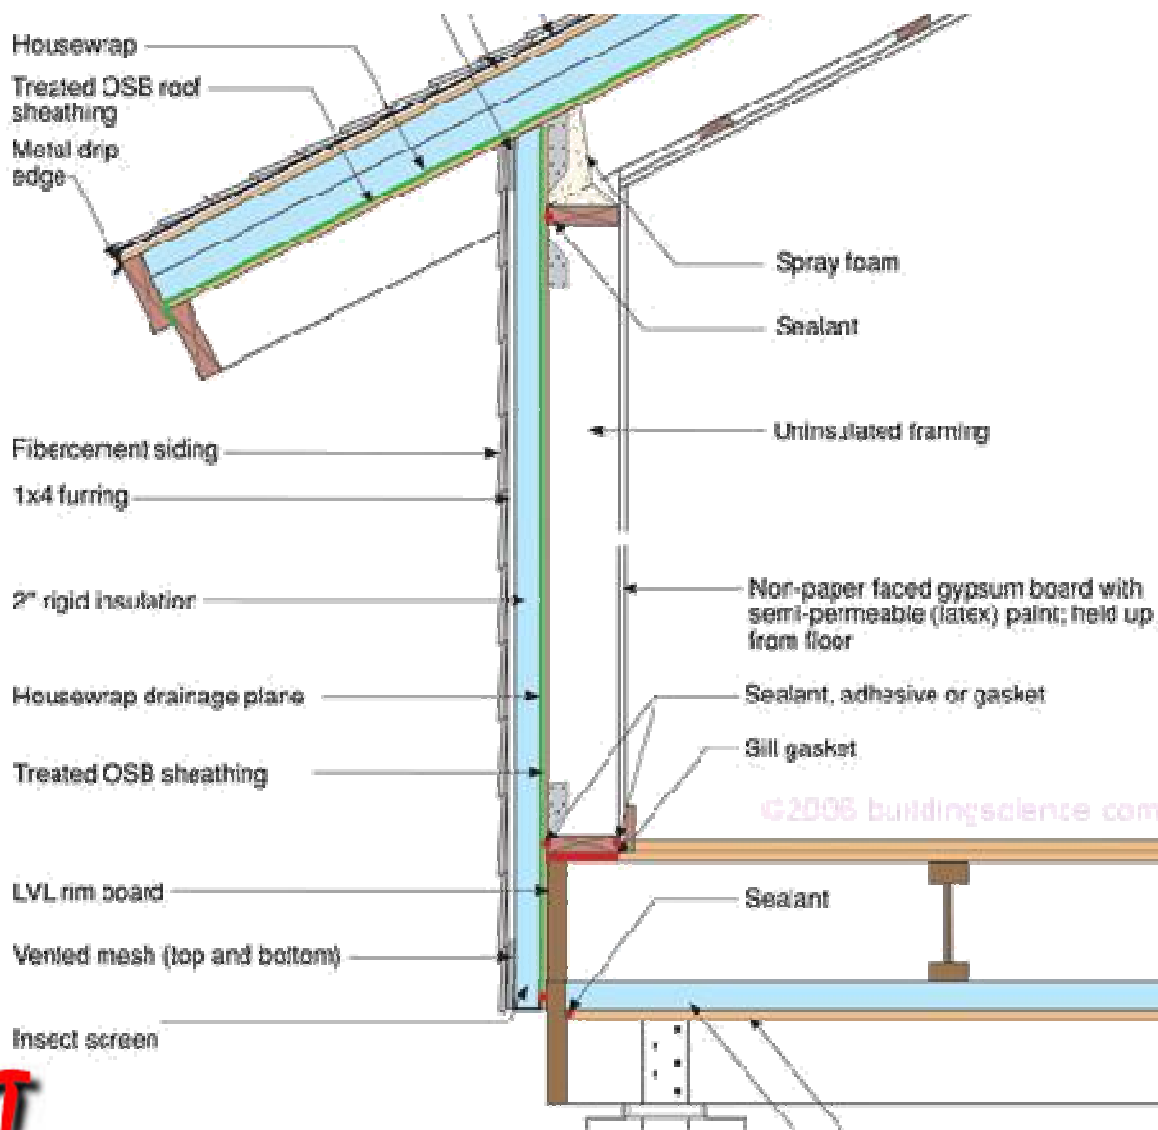 Housewrap
Treated OSB roof
sheathing
Metal drip
edge
Spray foam
Sealant
Uninsulated framing
Fibercement siding
1x4 furring
2" rigid insulation
Non-paper faced gypsum board with
semi-permeable (latex) paint; held up
from floor
Housewrap drainage plane
Sealant, adhesive or gasket
Sill gasket
Treated OSB sheathing
©2006 buildingscience com
LVL rim board
Sealant
Vented mesh (top and bottom)
Insect screen